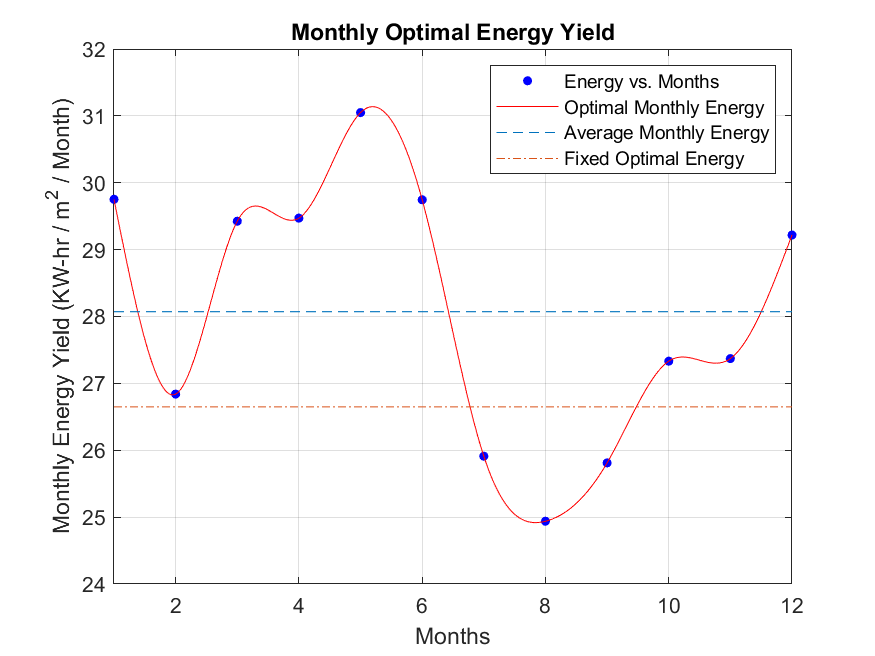 Monthly Optimal Energy Yield
Energy vs. Months
Optimal Monthly Energy
Average Monthly Energy
Fixed Optimal Energy
Monthly Energy Yield (KW-hr / m² / Month)
32
31
30
29
28
27
26
25
24
2 4 6 8 10 12
Months